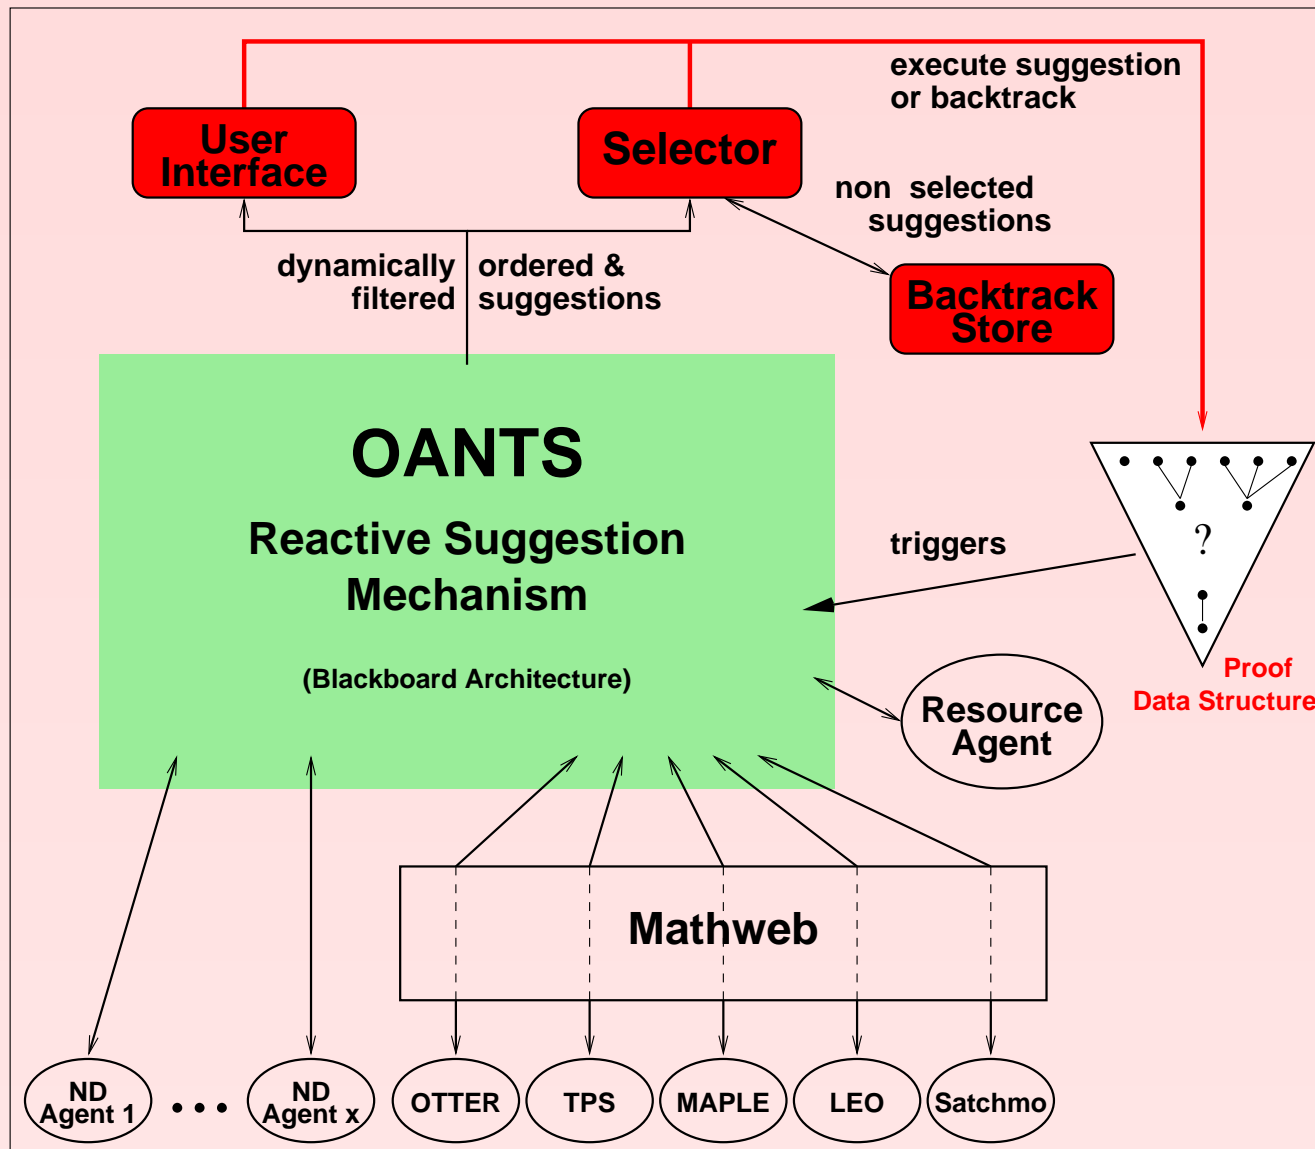 execute suggestion
or backtrack
User
Interface
Selector
non selected
suggestions
dynamically
filtered
ordered &
suggestions
Backtrack
Store
OANTS
Reactive Suggestion
Mechanism
(Blackboard Architecture)
triggers
?
Proof
Data Structure
Resource
Agent
Mathweb
ND
Agent 1
• • •
ND
Agent x
OTTER
TPS
MAPLE
LEO
Satchmo